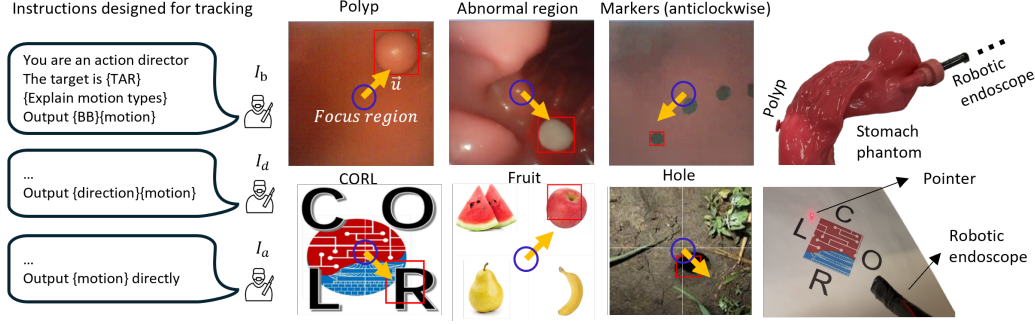 Instructions designed for tracking
You are an action director
The target is {TAR}
{Explain motion types}
Output {BB}{motion}
I_b
...
Output {direction}{motion}
I_d
...
Output {motion} directly
I_a
Polyp
u⃗
Focus region
Abnormal region
Markers (anticlockwise)
Polyp
Stomach
phantom
Robotic
endoscope
CORL
C O
L R
Fruit
Hole
Pointer
C
L
O
R
Robotic
endoscope